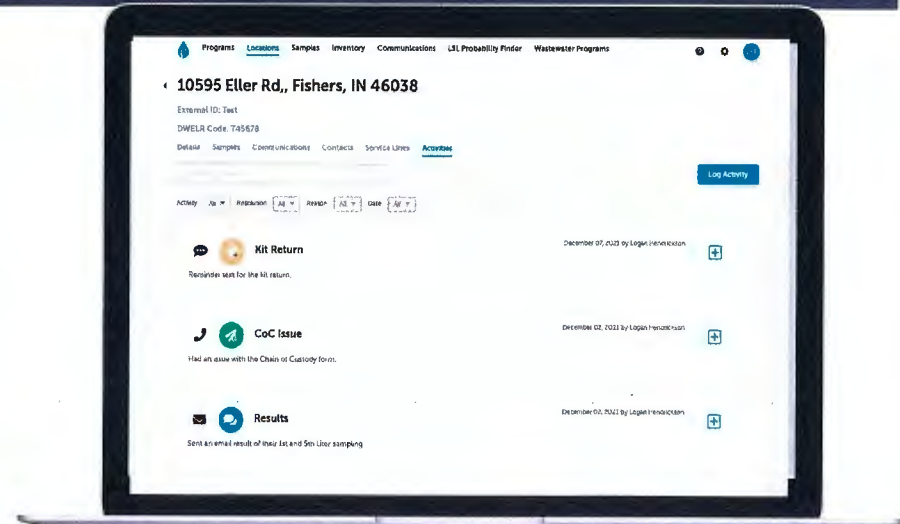 Programs Locations Samples Inventory Communications LSL Probability Finder Wastewater Programs
10595 Eller Rd,, Fishers, IN 46038
External ID: Test
DWELR Code: T45678
Details Samples Communications Contacts Service Lines Activities
Log Activity
Activity All Resolution All Reason All Date All
Kit Return
December 07, 2021 by Logan Hendrickson
Reminder text for the kit return.
CoC Issue
December 02, 2021 by Logan Hendrickson
Had an issue with the Chain of Custody form.
Results
December 02, 2021 by Logan Hendrickson
Sent an email result of their 1st and 5th Liter sampling